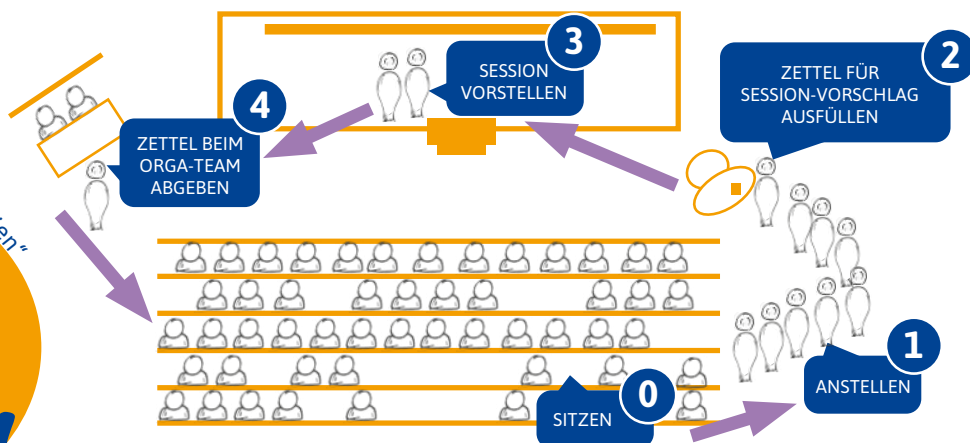 3
SESSION
VORSTELLEN
2
ZETTEL FÜR
SESSION-VORSCHLAG
AUSFÜLLEN
4
ZETTEL BEIM
ORGA-TEAM
ABGEBEN
0
SITZEN
1
ANSTELLEN